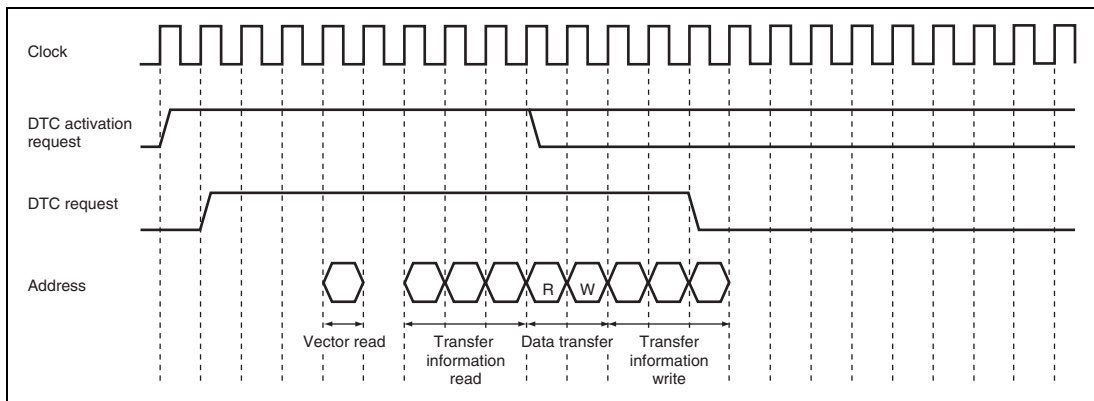 Clock
DTC activation
request
DTC request
Address
R W
Vector read
Transfer
information
read
Data transfer
Transfer
information
write